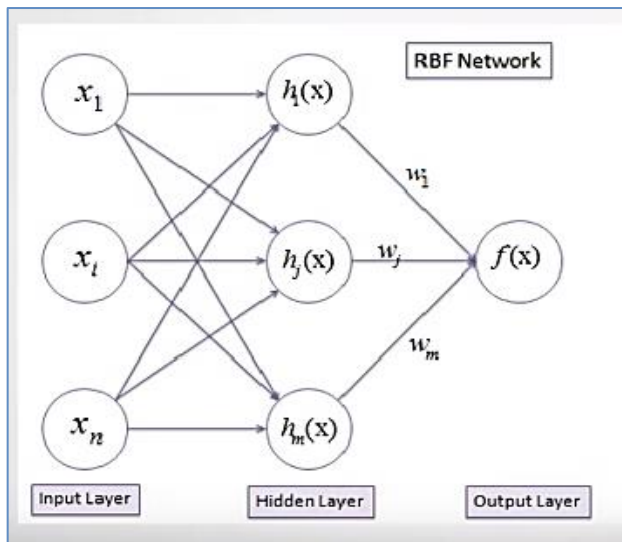 RBF Network
x₁ h₁(x)
w₁
xᵢ hⱼ(x) wⱼ f(x)
wₘ
xₙ hₘ(x)
Input Layer Hidden Layer Output Layer